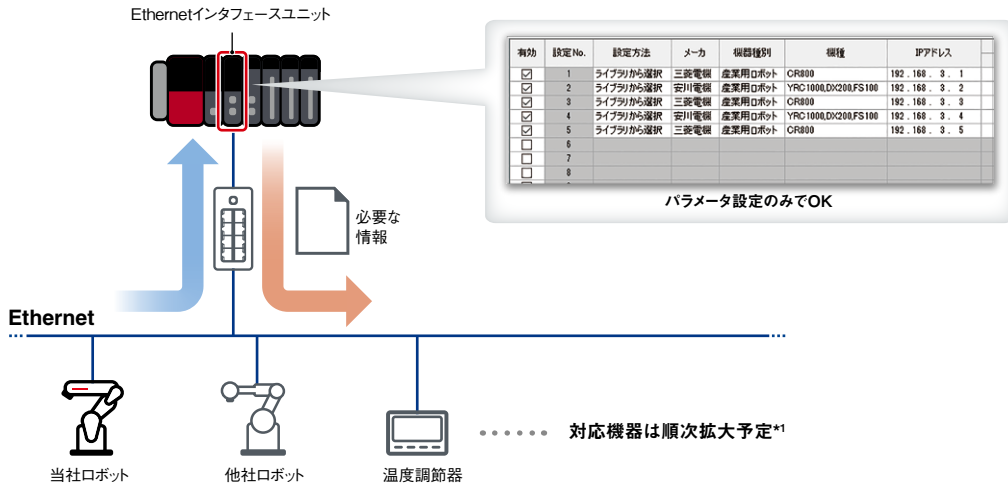 Ethernetインタフェースユニット
有効 設定No. 設定方法 メーカ 機器種別 機種 IPアドレス
1 ライブラリから選択 三菱電機 産業用ロボット CR800 192 . 168 . 3 . 1
2 ライブラリから選択 安川電機 産業用ロボット YRC1000,DX200,FS100 192 . 168 . 3 . 2
3 ライブラリから選択 三菱電機 産業用ロボット CR800 192 . 168 . 3 . 3
4 ライブラリから選択 安川電機 産業用ロボット YRC1000,DX200,FS100 192 . 168 . 3 . 4
5 ライブラリから選択 三菱電機 産業用ロボット CR800 192 . 168 . 3 . 5
6
7
8
パラメータ設定のみでOK
必要な
情報
Ethernet
対応機器は順次拡大予定*1
当社ロボット 他社ロボット 温度調節器